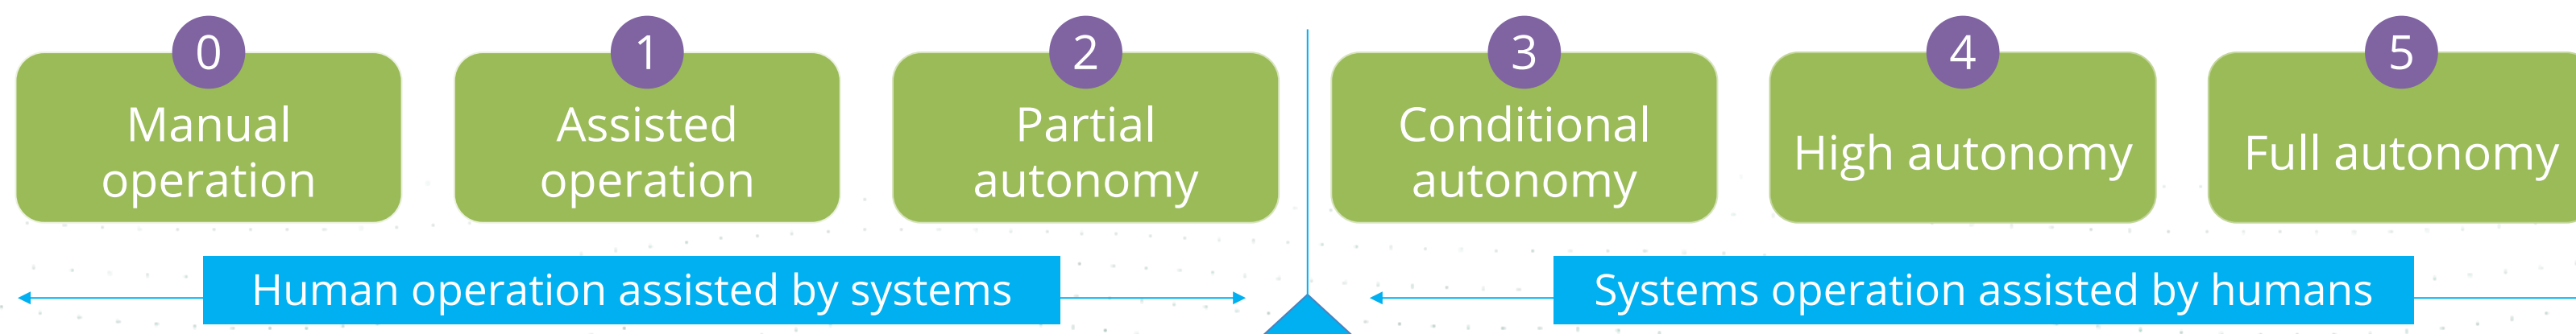 0
Manual
operation
1
Assisted
operation
2
Partial
autonomy
3
Conditional
autonomy
4
High autonomy
5
Full autonomy
Human operation assisted by systems
Systems operation assisted by humans